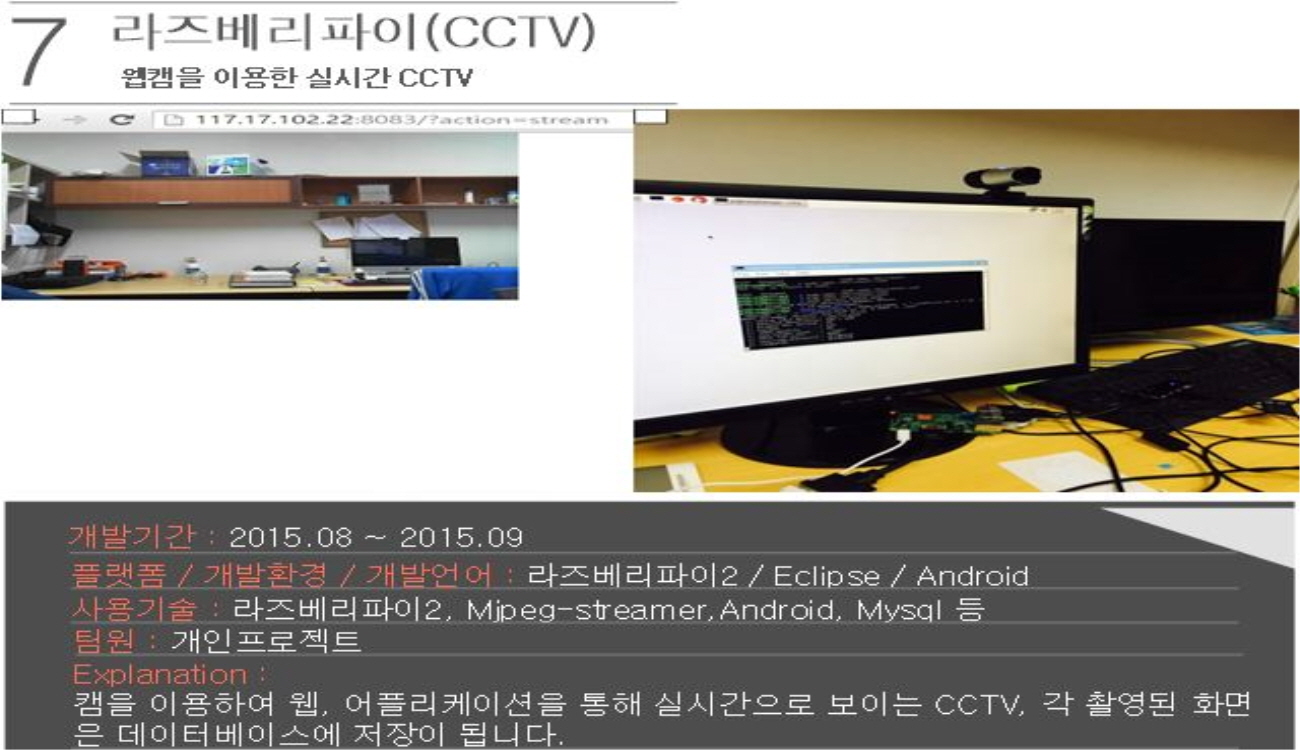 7
라즈베리파이(CCTV)
웹캠을 이용한 실시간 CCTV
117.17.102.22:8083/?action=stream
개발기간 : 2015.08 ~ 2015.09
플랫폼 / 개발환경 / 개발언어 : 라즈베리파이2 / Eclipse / Android
사용기술 : 라즈베리파이2, Mjpeg-streamer,Android, Mysql 등
팀원 : 개인프로젝트
Explanation :
캠을 이용하여 웹, 어플리케이션을 통해 실시간으로 보이는 CCTV, 각 촬영된 화면
은 데이터베이스에 저장이 됩니다.